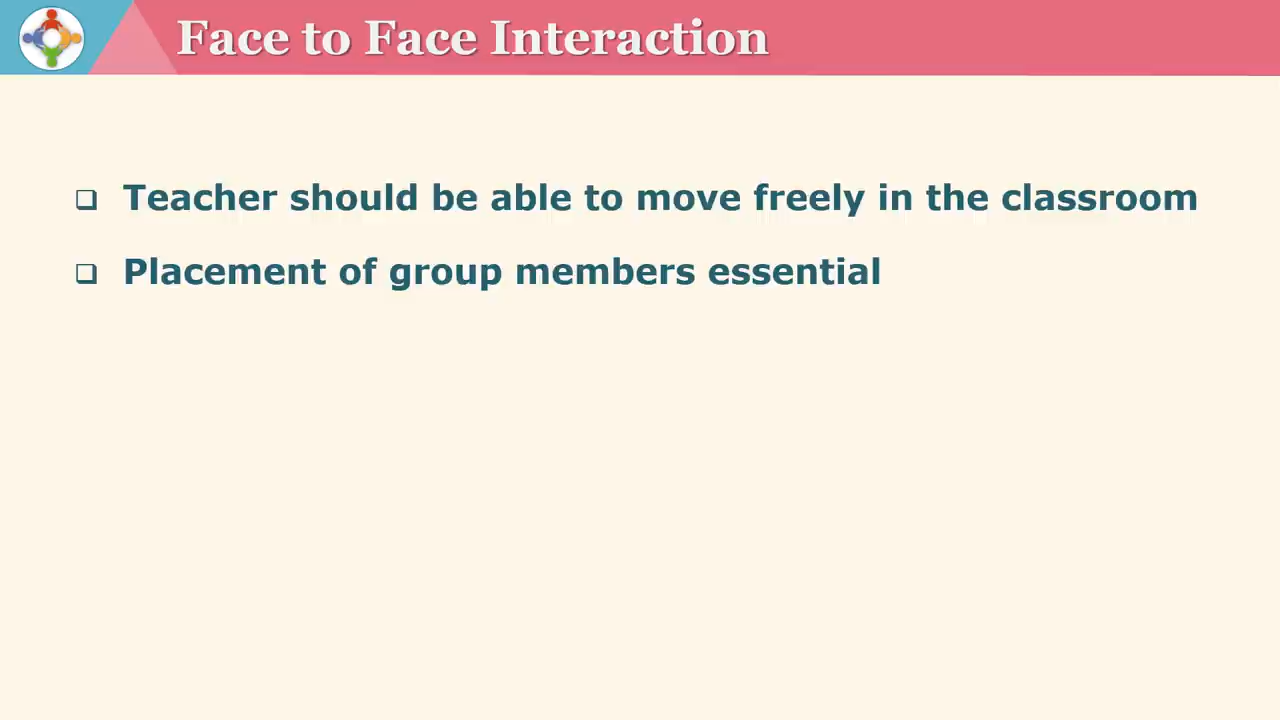 Face to Face Interaction
Teacher should be able to move freely in the classroom
Placement of group members essential